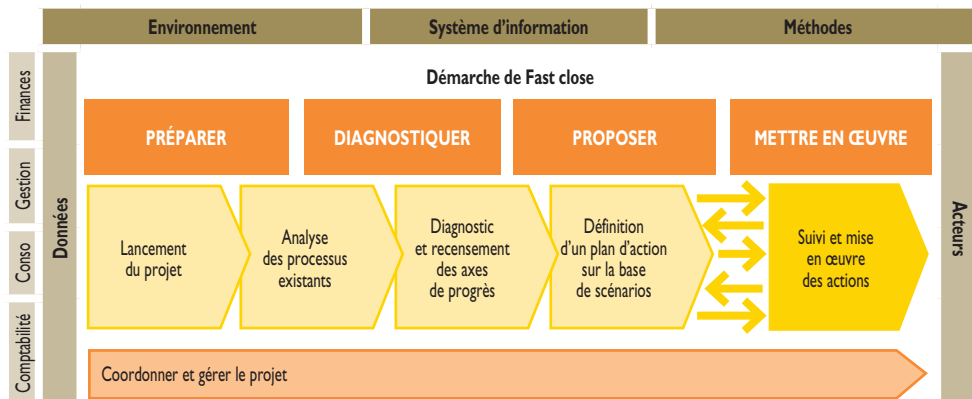 Environnement
Système d'information
Méthodes
Finances
Gestion
Conso
Comptabilité
Données
Démarche de Fast close
PRÉPARER
DIAGNOSTIQUER
PROPOSER
METTRE EN ŒUVRE
Lancement
du projet
Analyse
des processus
existants
Diagnostic
et recensement
des axes
de progrès
Définition
d'un plan d'action
sur la base
de scénarios
Suivi et mise
en œuvre
des actions
Acteurs
Coordonner et gérer le projet